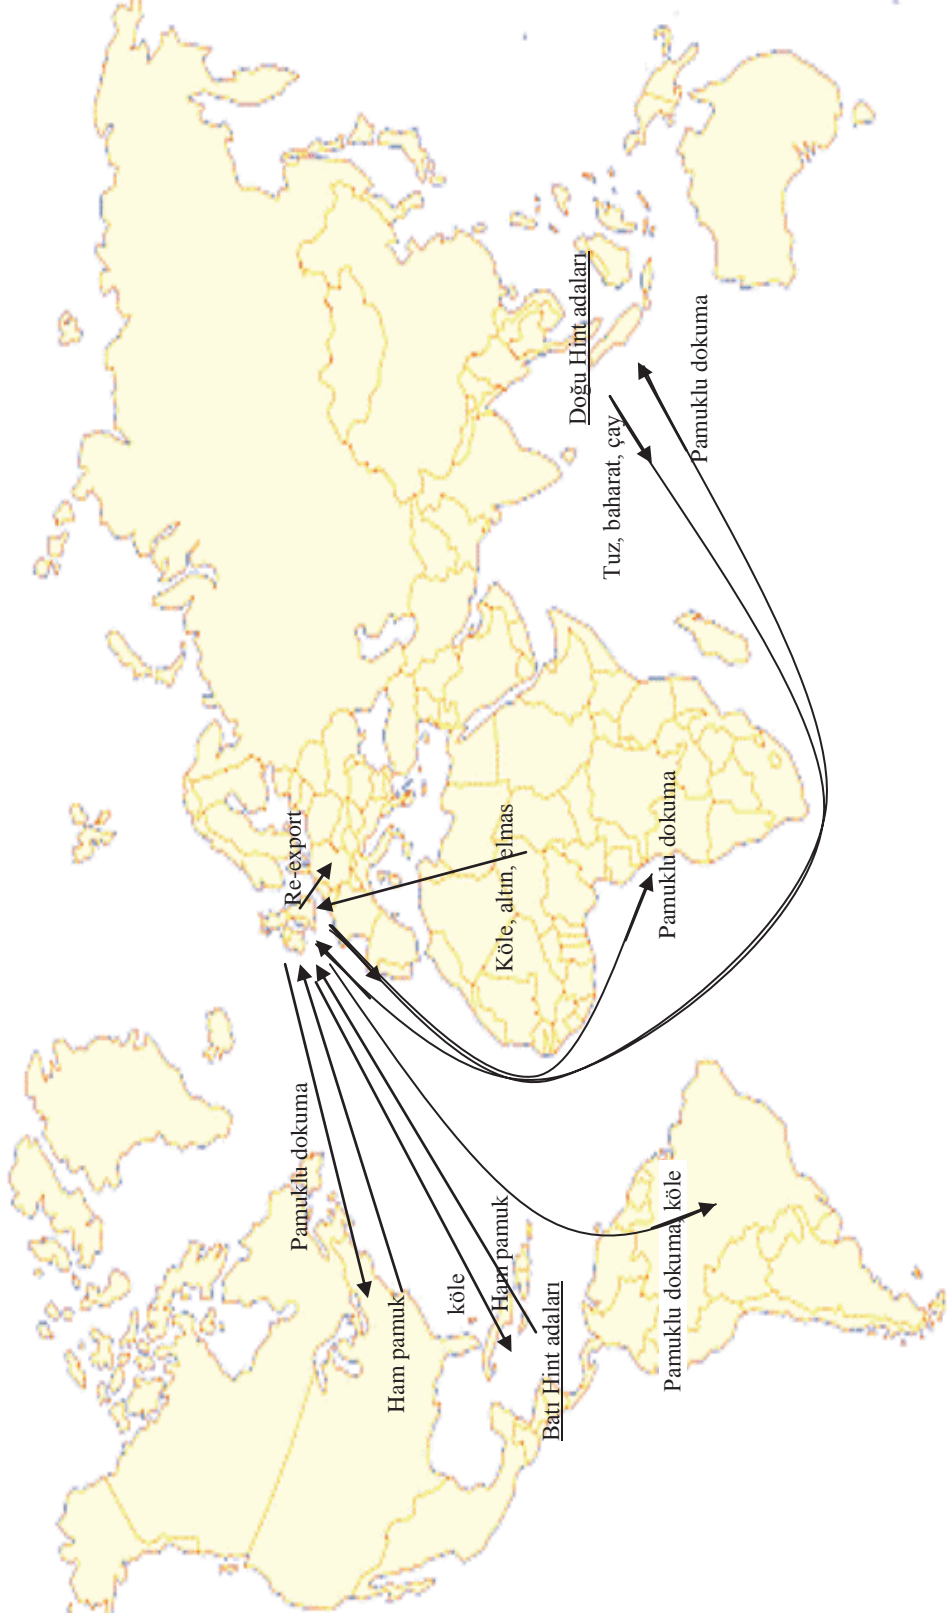 Re-export
Pamuklu dokuma
Ham pamuk
köle
Ham pamuk
Batı Hint adaları
Pamuklu dokuma, köle
Köle, altın, elmas
Pamuklu dokuma
Doğu Hint adaları
Tuz, baharat, çay
Pamuklu dokuma